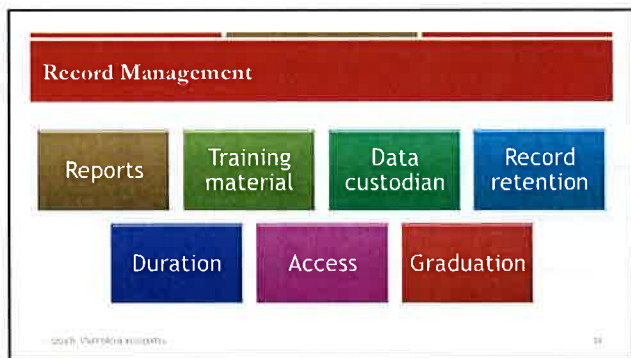 Record Management
Reports
Training
material
Data
custodian
Record
retention
Duration
Access
Graduation